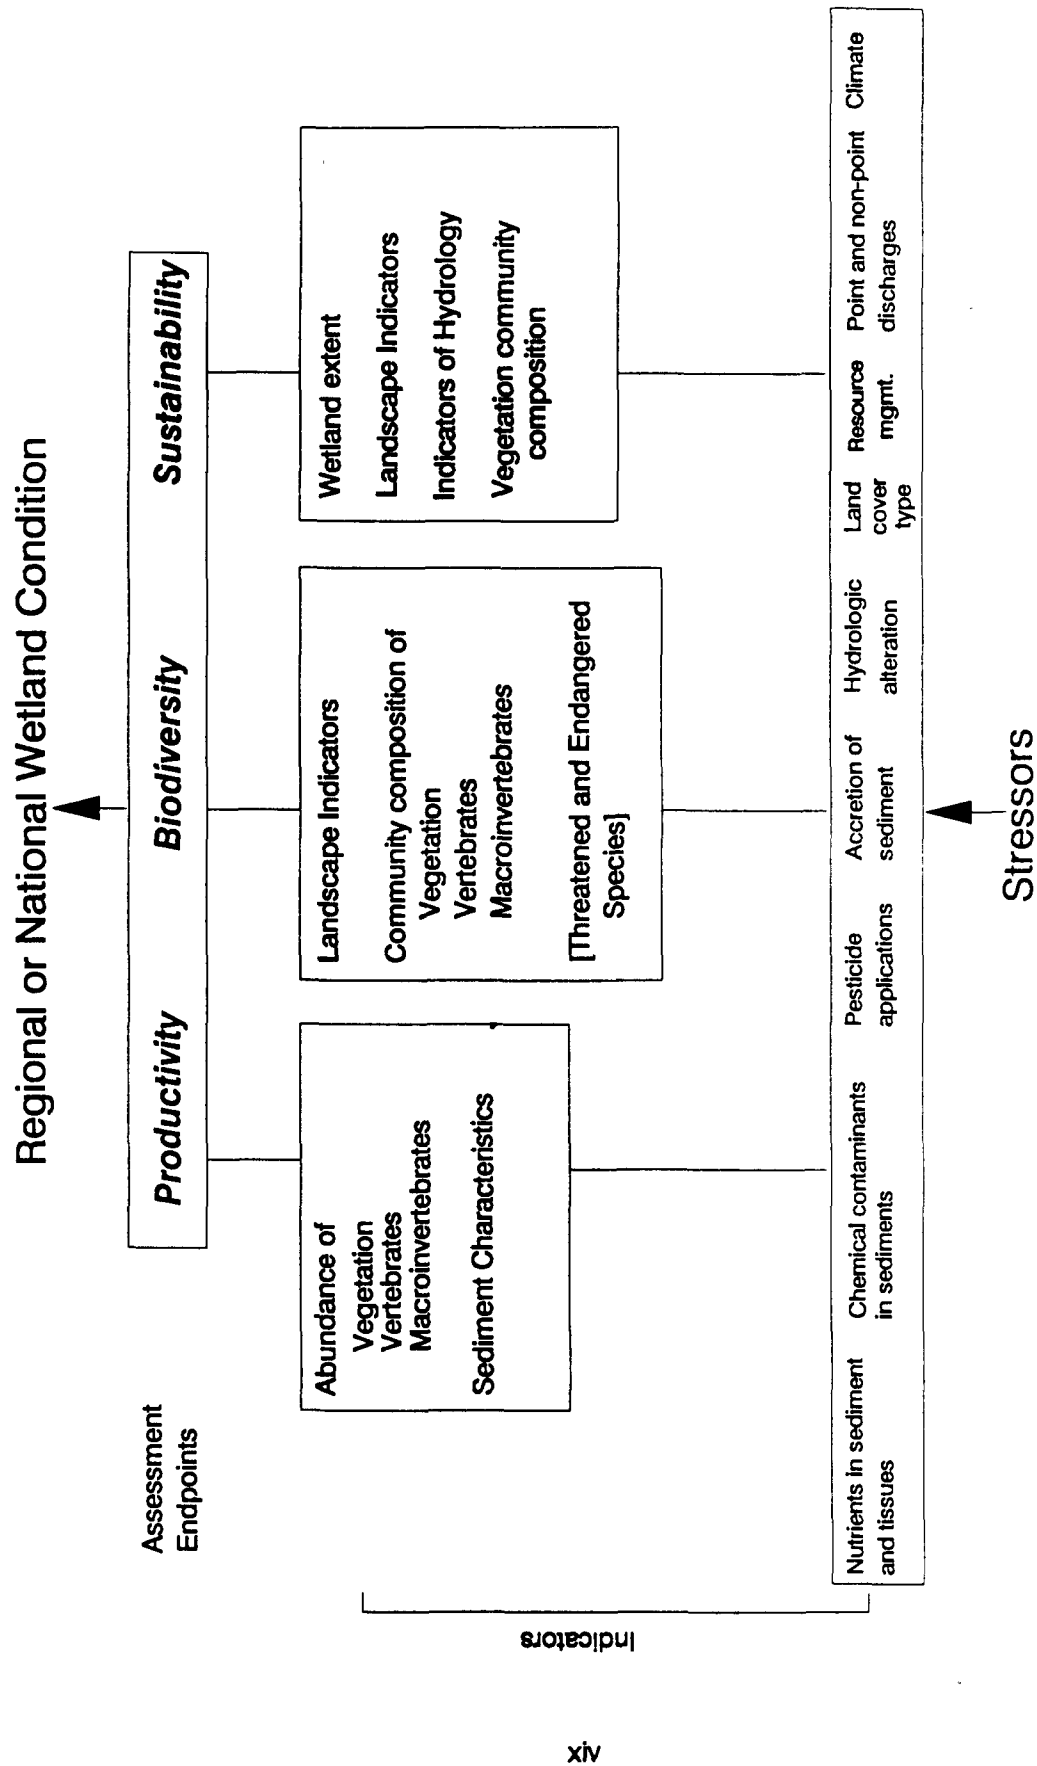 Regional or National Wetland Condition
Assessment
Endpoints
Productivity
Biodiversity
Sustainability
Abundance of
Vegetation
Vertebrates
Macroinvertebrates
Sediment Characteristics
Landscape Indicators
Community composition of
Vegetation
Vertebrates
Macroinvertebrates
[Threatened and Endangered
Species]
Wetland extent
Landscape Indicators
Indicators of Hydrology
Vegetation community
composition
Indicators
Nutrients in sediment
and tissues
Chemical contaminants
in sediments
Pesticide
applications
Accretion of
sediment
Hydrologic
alteration
Land
cover
type
Resource
mgmt.
Point and non-point
discharges
Climate
Stressors
xiv